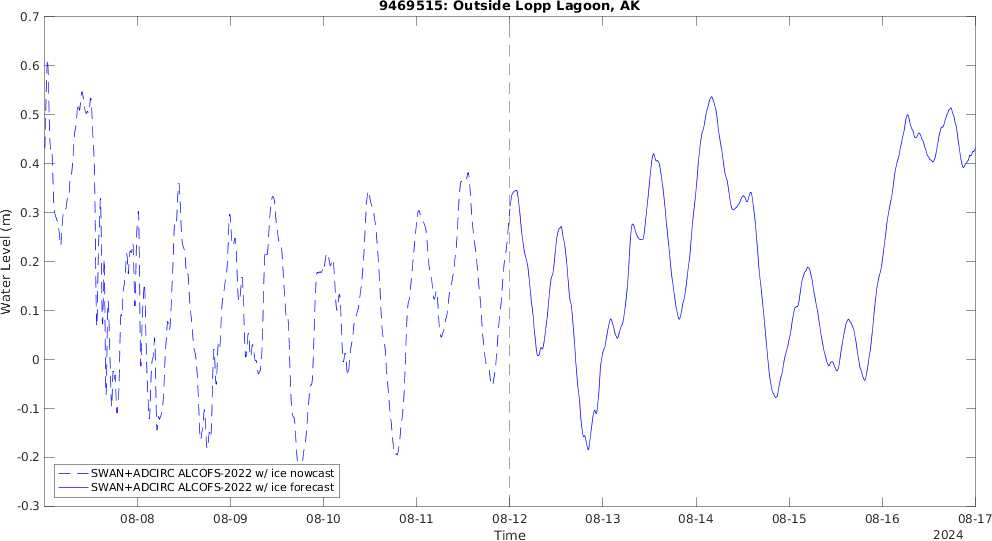 9469515: Outside Lopp Lagoon, AK
0.7
0.6
0.5
0.4
0.3
0.2
0.1
0
-0.1
-0.2
-0.3
Water Level (m)
SWAN+ADCIRC ALCOFS-2022 w/ ice nowcast
SWAN+ADCIRC ALCOFS-2022 w/ ice forecast
08-08 08-09 08-10 08-11 08-12 08-13 08-14 08-15 08-16 08-17
Time
2024